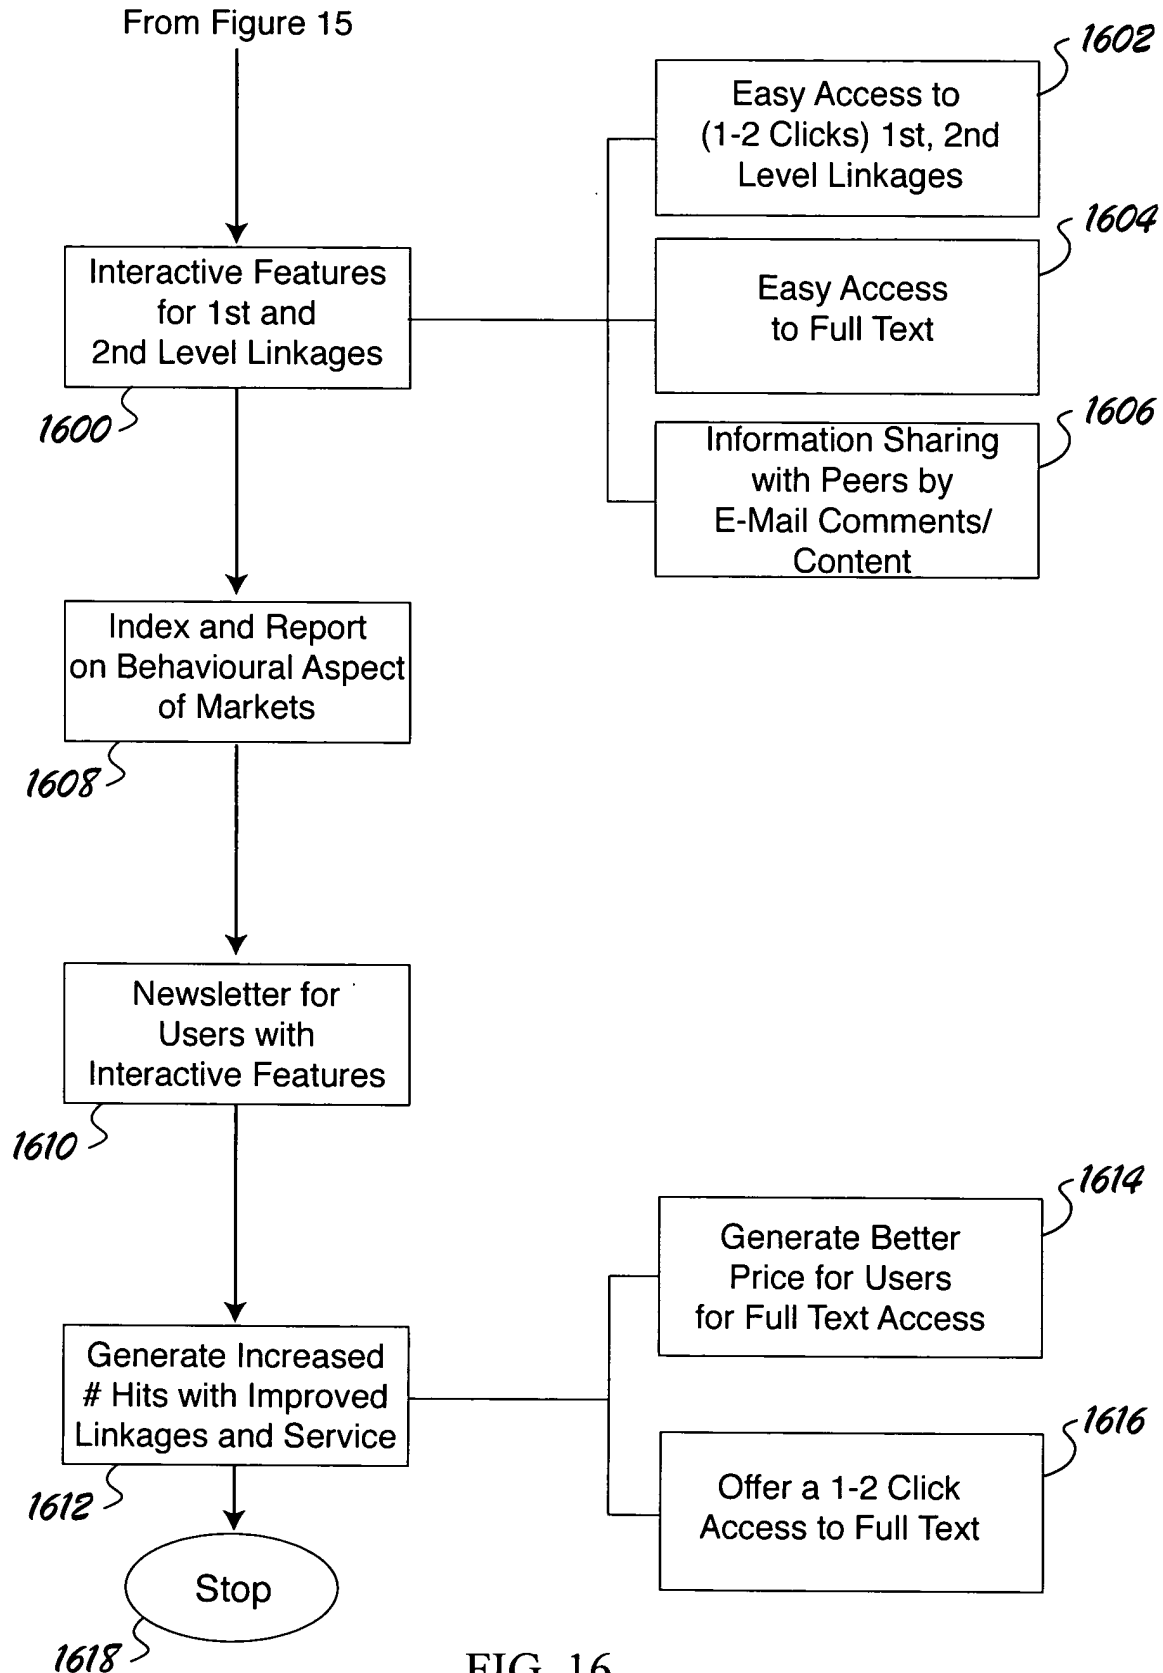 From Figure 15
1602
Easy Access to
(1-2 Clicks) 1st, 2nd
Level Linkages
1604
Interactive Features
for 1st and
2nd Level Linkages
1600
Easy Access
to Full Text
1606
Information Sharing
with Peers by
E-Mail Comments/
Content
Index and Report
on Behavioural Aspect
of Markets
1608
Newsletter for
Users with
Interactive Features
1610
1614
Generate Better
Price for Users
for Full Text Access
Generate Increased
# Hits with Improved
Linkages and Service
1612
1616
Offer a 1-2 Click
Access to Full Text
Stop
1618
FIG. 16